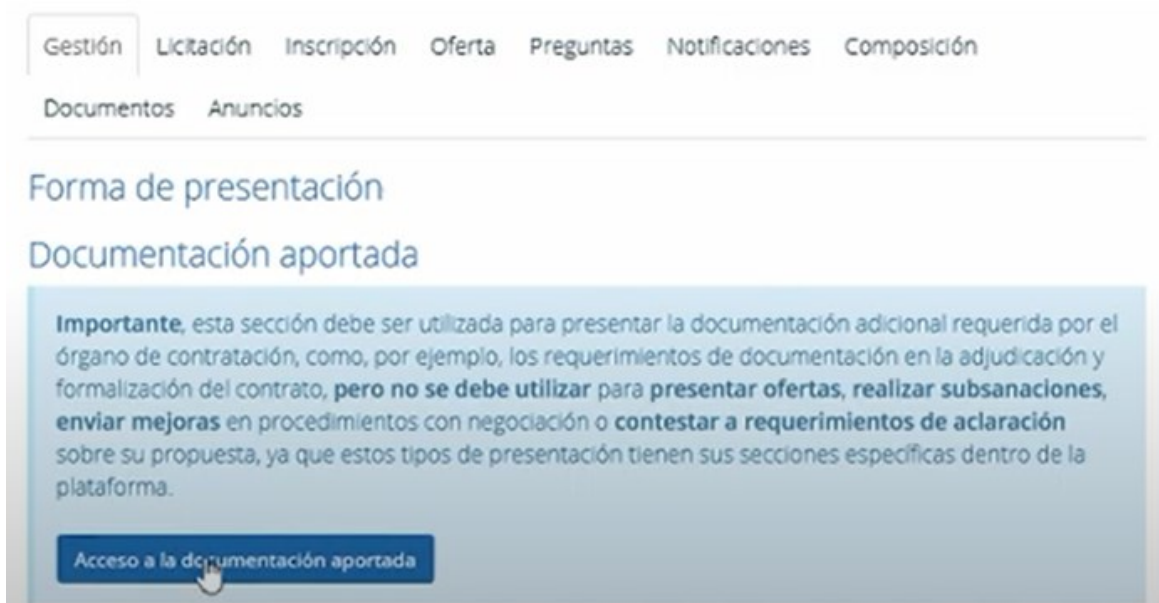 Gestión Licitación Inscripción Oferta Preguntas Notificaciones Composición
Documentos Anuncios
Forma de presentación
Documentación aportada
Importante, esta sección debe ser utilizada para presentar la documentación adicional requerida por el
órgano de contratación, como, por ejemplo, los requerimientos de documentación en la adjudicación y
formalización del contrato, pero no se debe utilizar para presentar ofertas, realizar subsanaciones,
enviar mejoras en procedimientos con negociación o contestar a requerimientos de aclaración
sobre su propuesta, ya que estos tipos de presentación tienen sus secciones específicas dentro de la
plataforma.
Acceso a la documentación aportada